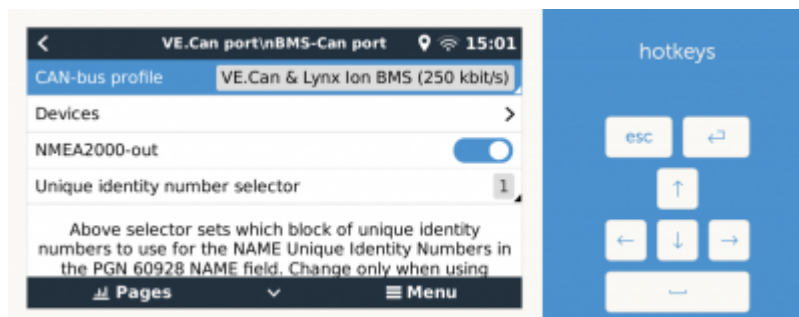 VE.Can port\nBMS-Can port 15:01
CAN-bus profile VE.Can & Lynx Ion BMS (250 kbit/s)
Devices
NMEA2000-out
Unique identity number selector 1
Above selector sets which block of unique identity
numbers to use for the NAME Unique Identity Numbers in
the PGN 60928 NAME field. Change only when using
Pages Menu
hotkeys
esc